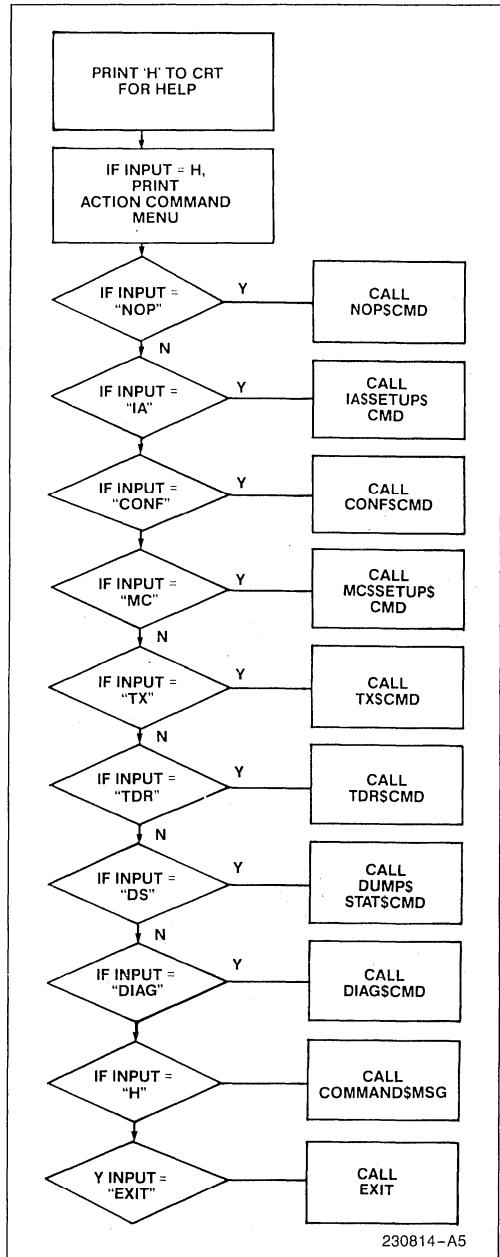 PRINT 'H' TO CRT
FOR HELP
IF INPUT = H,
PRINT
ACTION COMMAND
MENU
IF INPUT =
"NOP"
Y
CALL
NOP$CMD
N
IF INPUT =
"IA"
Y
CALL
IA$SETUP$
CMD
IF INPUT =
"CONF"
Y
CALL
CONF$CMD
IF INPUT =
"MC"
Y
CALL
MC$SETUP$
CMD
N
IF INPUT =
"TX"
Y
CALL
TX$CMD
N
IF INPUT =
"TDR"
Y
CALL
TDR$CMD
N
IF INPUT =
"DS"
Y
CALL
DUMP$
STAT$CMD
N
IF INPUT =
"DIAG"
Y
CALL
DIAG$CMD
IF INPUT =
"H"
CALL
COMMAND$MSG
Y INPUT =
"EXIT"
CALL
EXIT
230814-A5